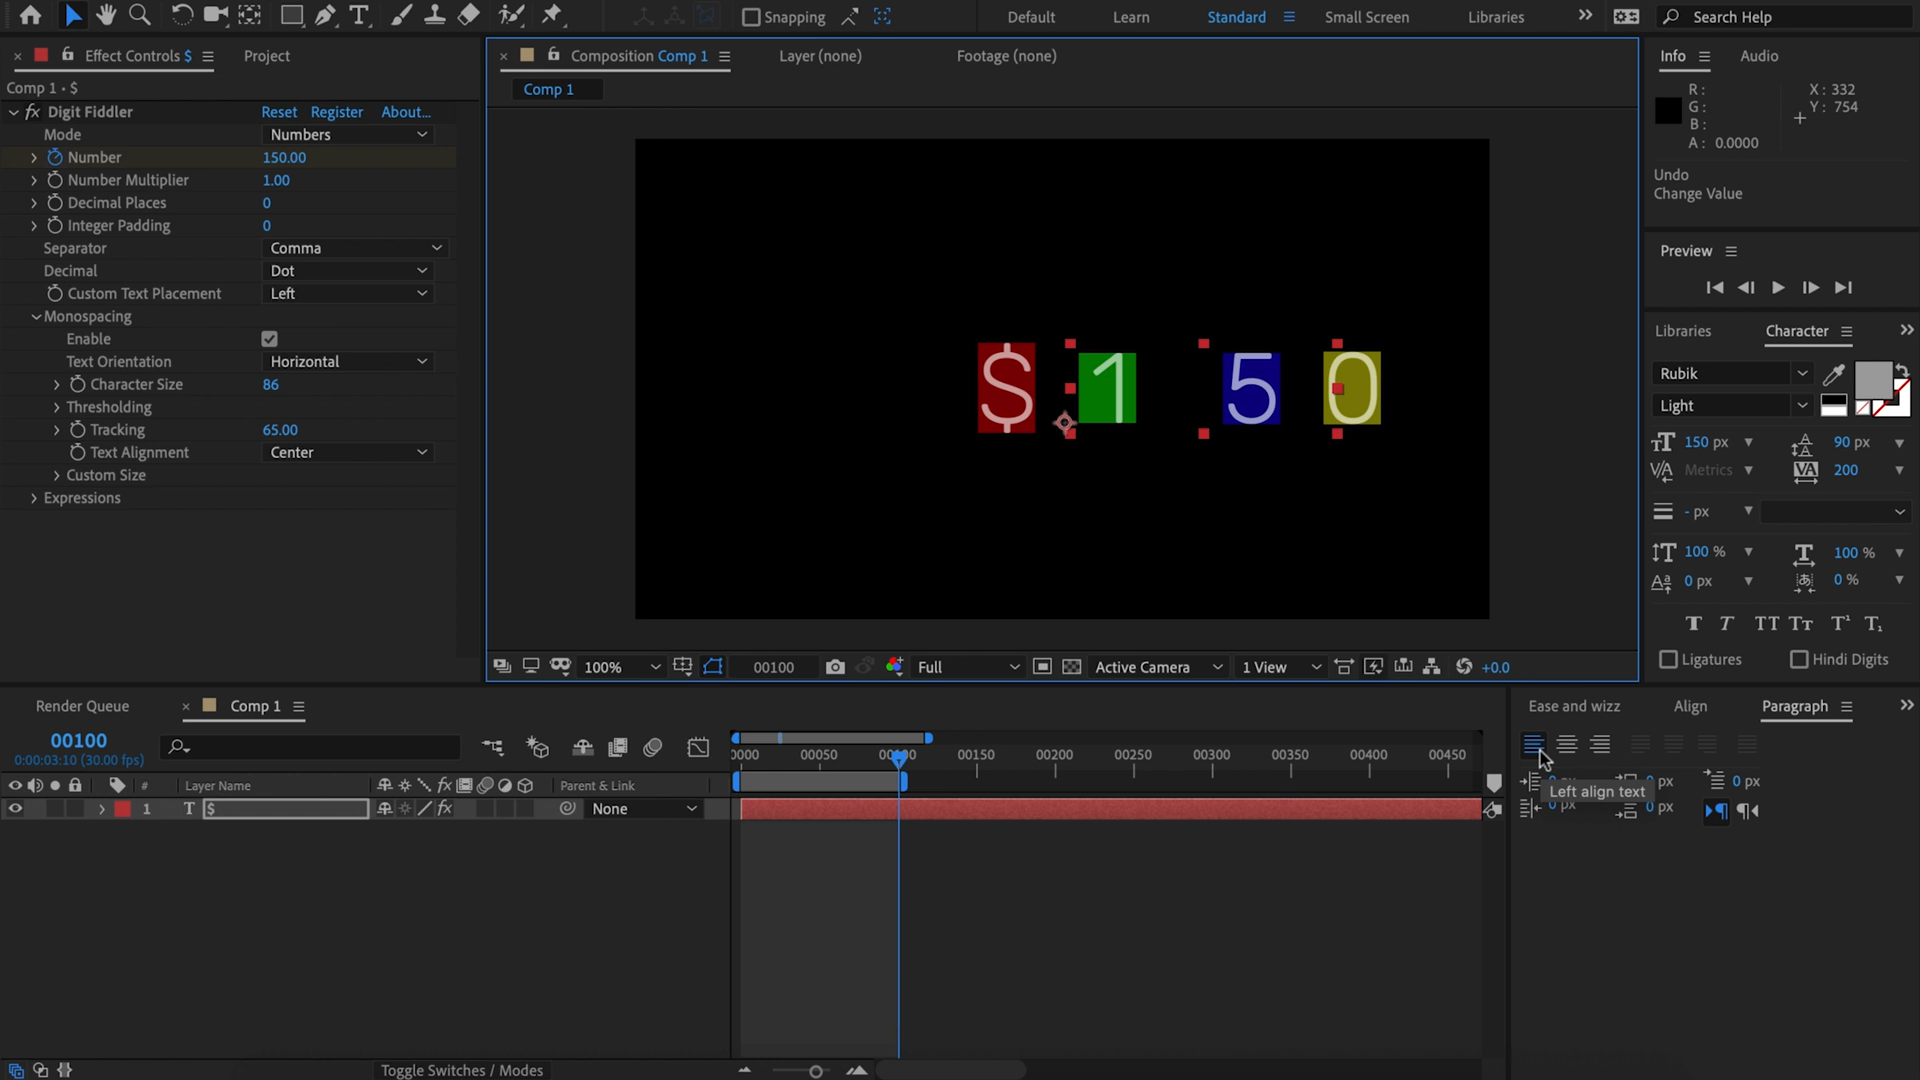 Snapping
Default
Learn
Standard
Small Screen
Libraries
Search Help
Effect Controls $
Project
Comp 1 • $
fx Digit Fiddler Reset Register About...
Mode Numbers
Number 150.00
Number Multiplier 1.00
Decimal Places 0
Integer Padding 0
Separator Comma
Decimal Dot
Custom Text Placement Left
Monospacing
Enable
Text Orientation Horizontal
Character Size 86
Thresholding
Tracking 65.00
Text Alignment Center
Custom Size
Expressions
Composition Comp 1
Layer (none)
Footage (none)
Comp 1
$150
100%
00100
Full
Active Camera
1 View
+0.0
Info
Audio
R :
G :
B :
A : 0.0000
X : 332
Y : 754
Undo
Change Value
Preview
Libraries
Character
Rubik
Light
150 px
90 px
Metrics
200
- px
100 %
100 %
0 px
0 %
Ligatures
Hindi Digits
Render Queue
Comp 1
00100
0:00:03:10 (30.00 fps)
# Layer Name
Parent & Link
1 T $
None
0000 00050 00100 00150 00200 00250 00300 00350 00400 00450
Ease and wizz
Align
Paragraph
0 px
0 px
Left align text
0 px
0 px
Toggle Switches / Modes